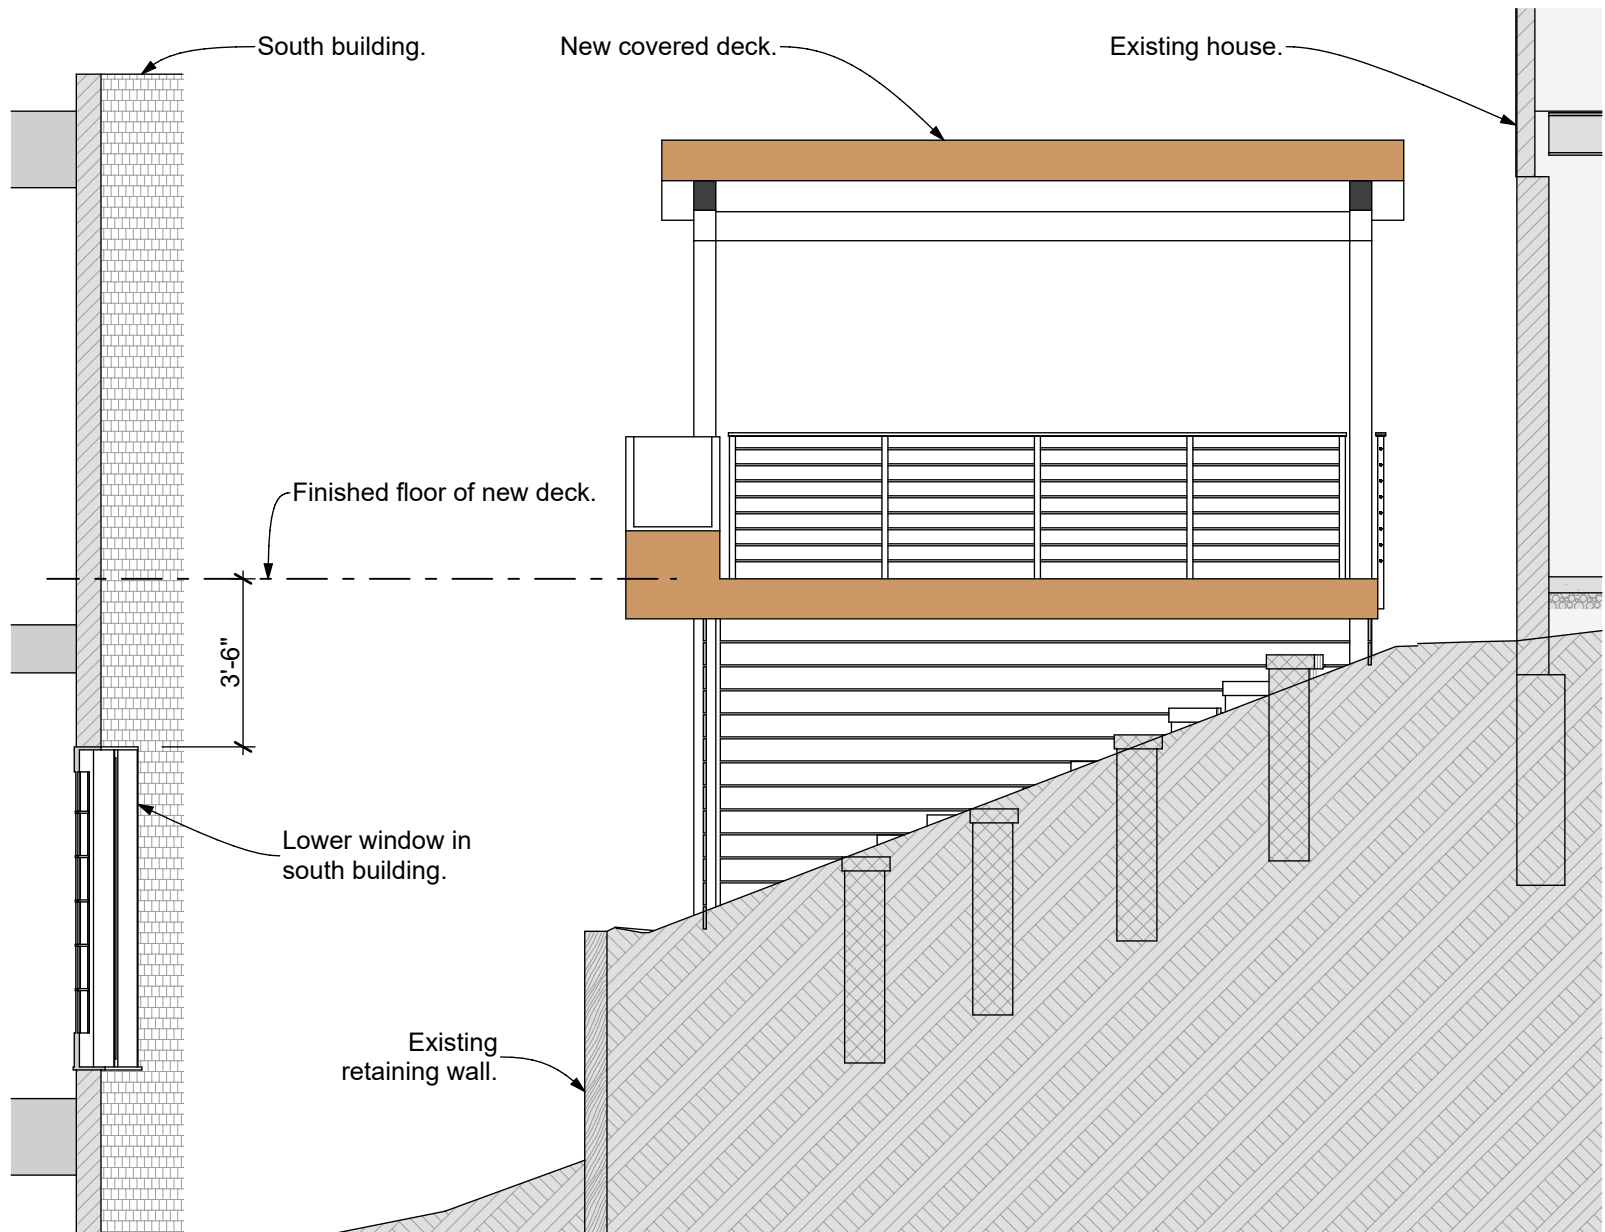 South building.
New covered deck.
Existing house.
Finished floor of new deck.
3'-6"
Lower window in
south building.
Existing
retaining wall.